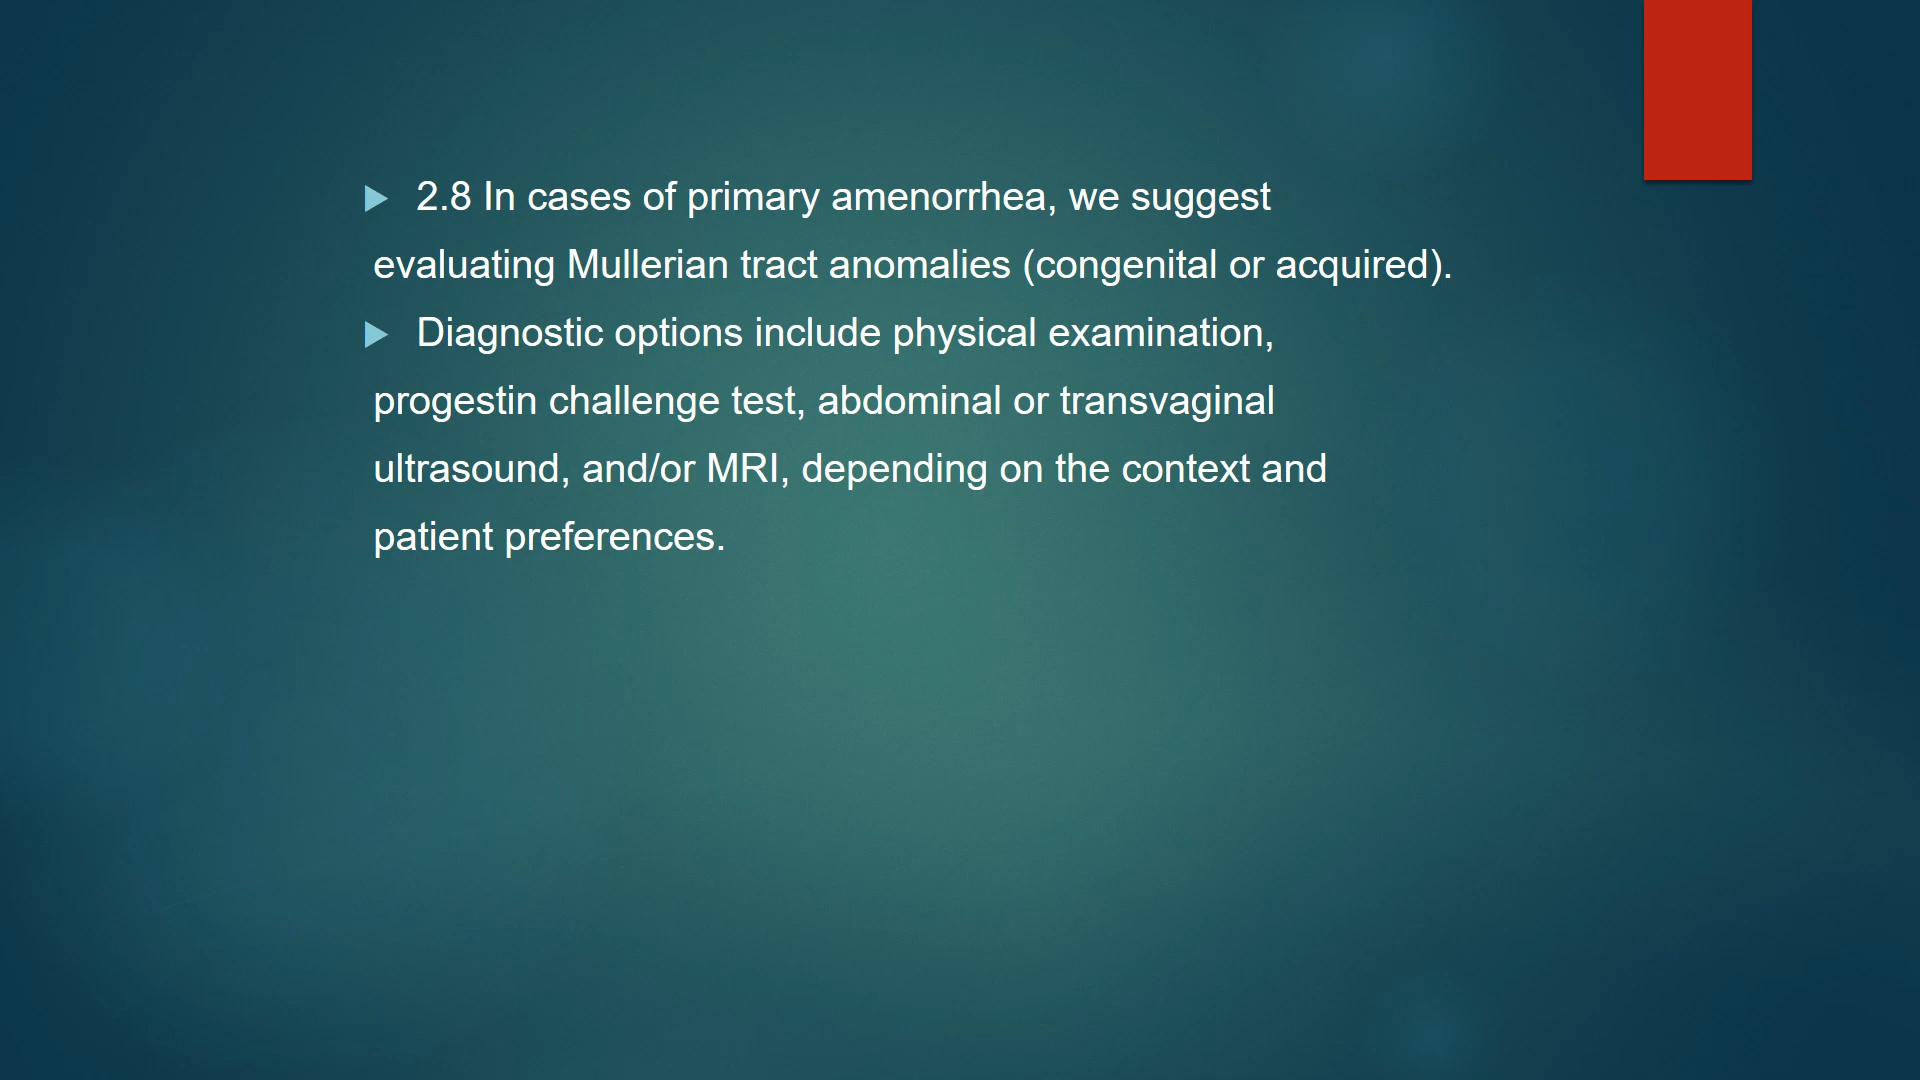 2.8 In cases of primary amenorrhea, we suggest
evaluating Mullerian tract anomalies (congenital or acquired).
Diagnostic options include physical examination,
progestin challenge test, abdominal or transvaginal
ultrasound, and/or MRI, depending on the context and
patient preferences.